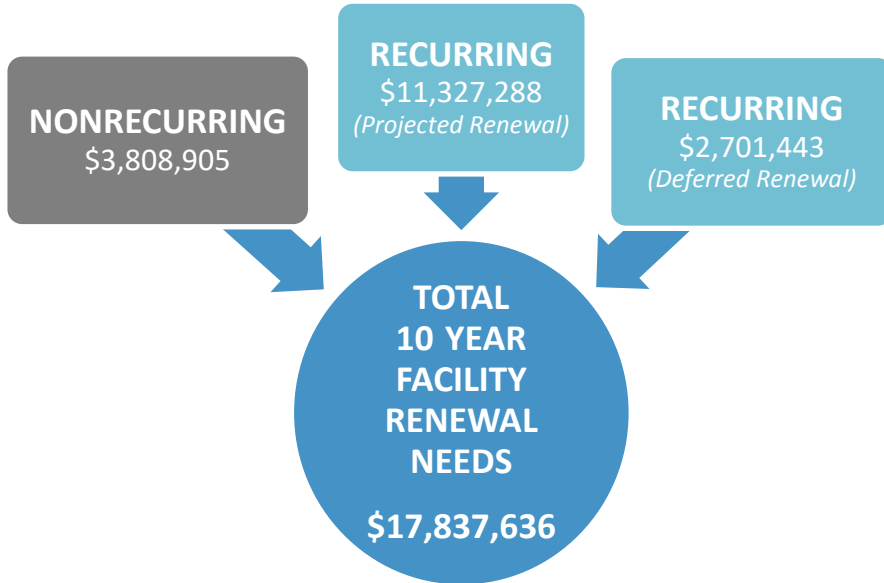 NONRECURRING
$3,808,905
RECURRING
$11,327,288
(Projected Renewal)
RECURRING
$2,701,443
(Deferred Renewal)
TOTAL
10 YEAR
FACILITY
RENEWAL
NEEDS
$17,837,636